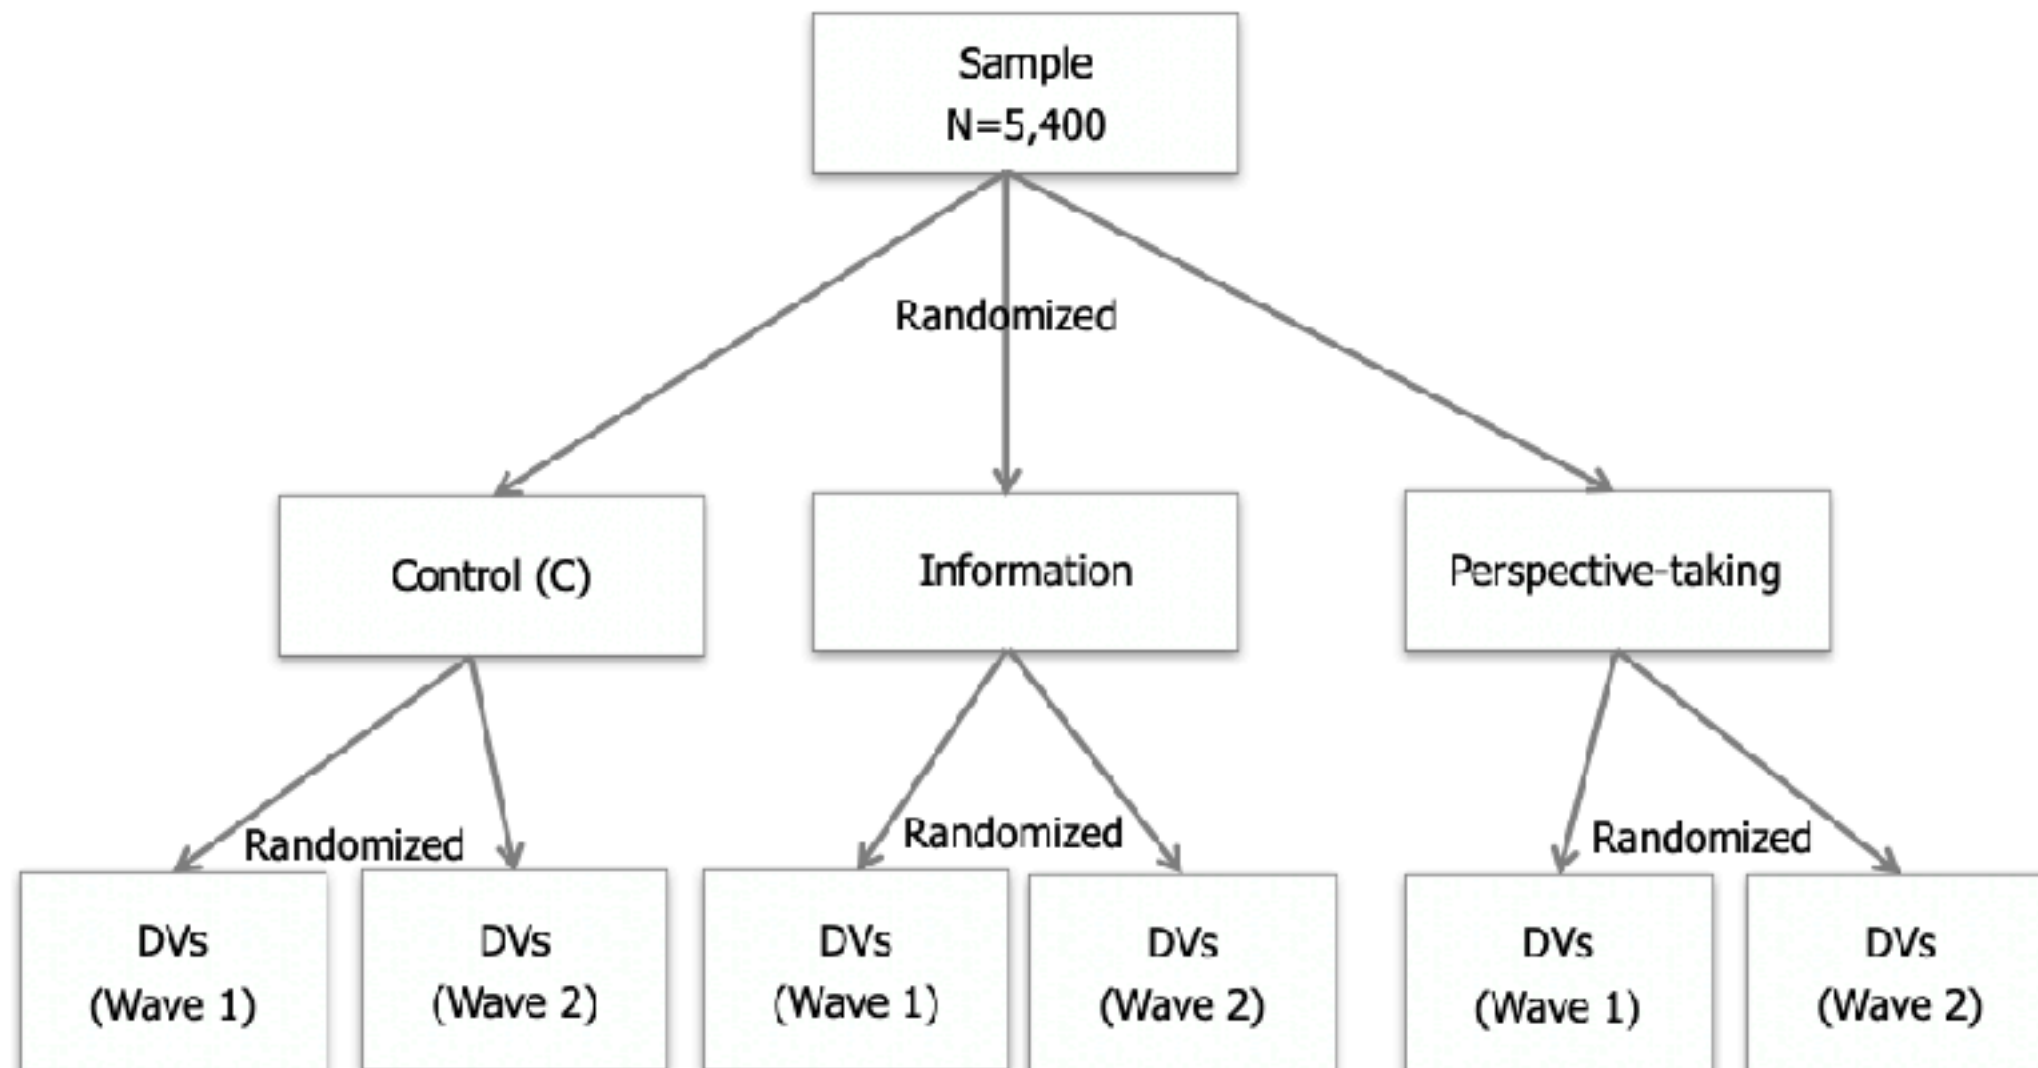 Sample
N=5,400
Randomized
Control (C)
Information
Perspective-taking
Randomized
Randomized
Randomized
DVs
(Wave 1)
DVs
(Wave 2)
DVs
(Wave 1)
DVs
(Wave 2)
DVs
(Wave 1)
DVs
(Wave 2)